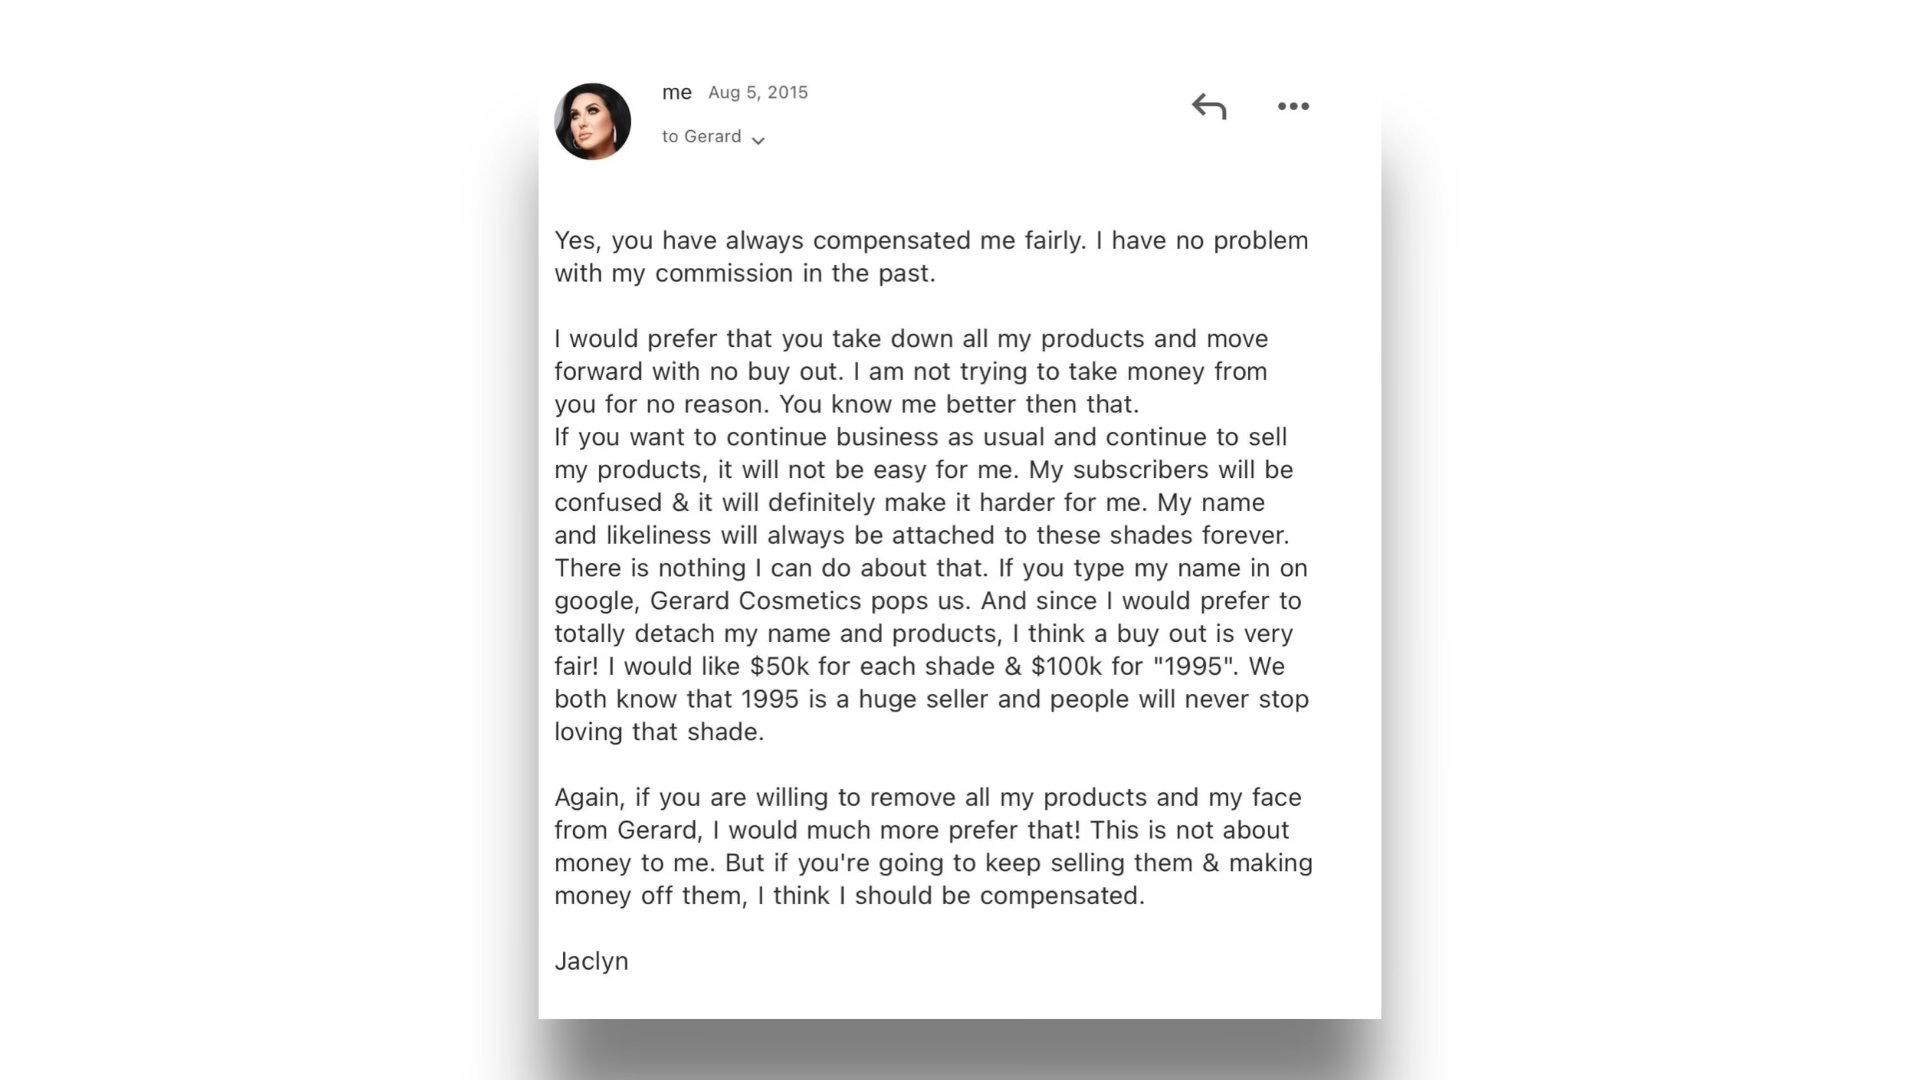 me Aug 5, 2015
to Gerard
Yes, you have always compensated me fairly. I have no problem
with my commission in the past.
I would prefer that you take down all my products and move
forward with no buy out. I am not trying to take money from
you for no reason. You know me better then that.
If you want to continue business as usual and continue to sell
my products, it will not be easy for me. My subscribers will be
confused & it will definitely make it harder for me. My name
and likeliness will always be attached to these shades forever.
There is nothing I can do about that. If you type my name in on
google, Gerard Cosmetics pops us. And since I would prefer to
totally detach my name and products, I think a buy out is very
fair! I would like $50k for each shade & $100k for "1995". We
both know that 1995 is a huge seller and people will never stop
loving that shade.
Again, if you are willing to remove all my products and my face
from Gerard, I would much more prefer that! This is not about
money to me. But if you're going to keep selling them & making
money off them, I think I should be compensated.
Jaclyn